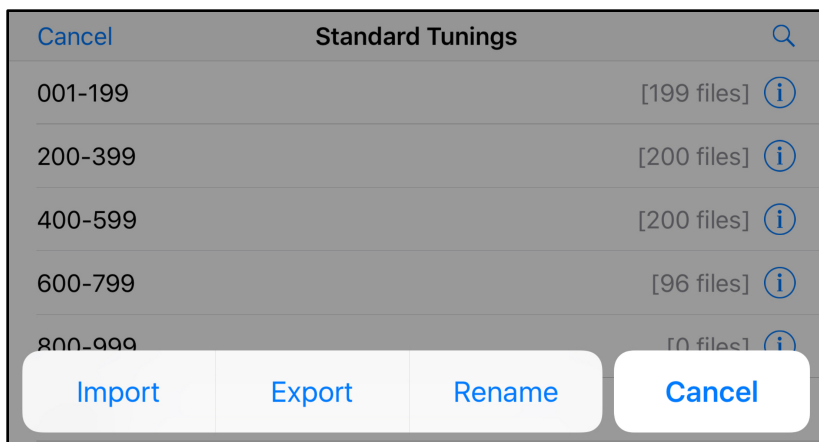 Cancel Standard Tunings
001-199 [199 files] i
200-399 [200 files] i
400-599 [200 files] i
600-799 [96 files] i
800-999 [0 files] i
Import Export Rename Cancel